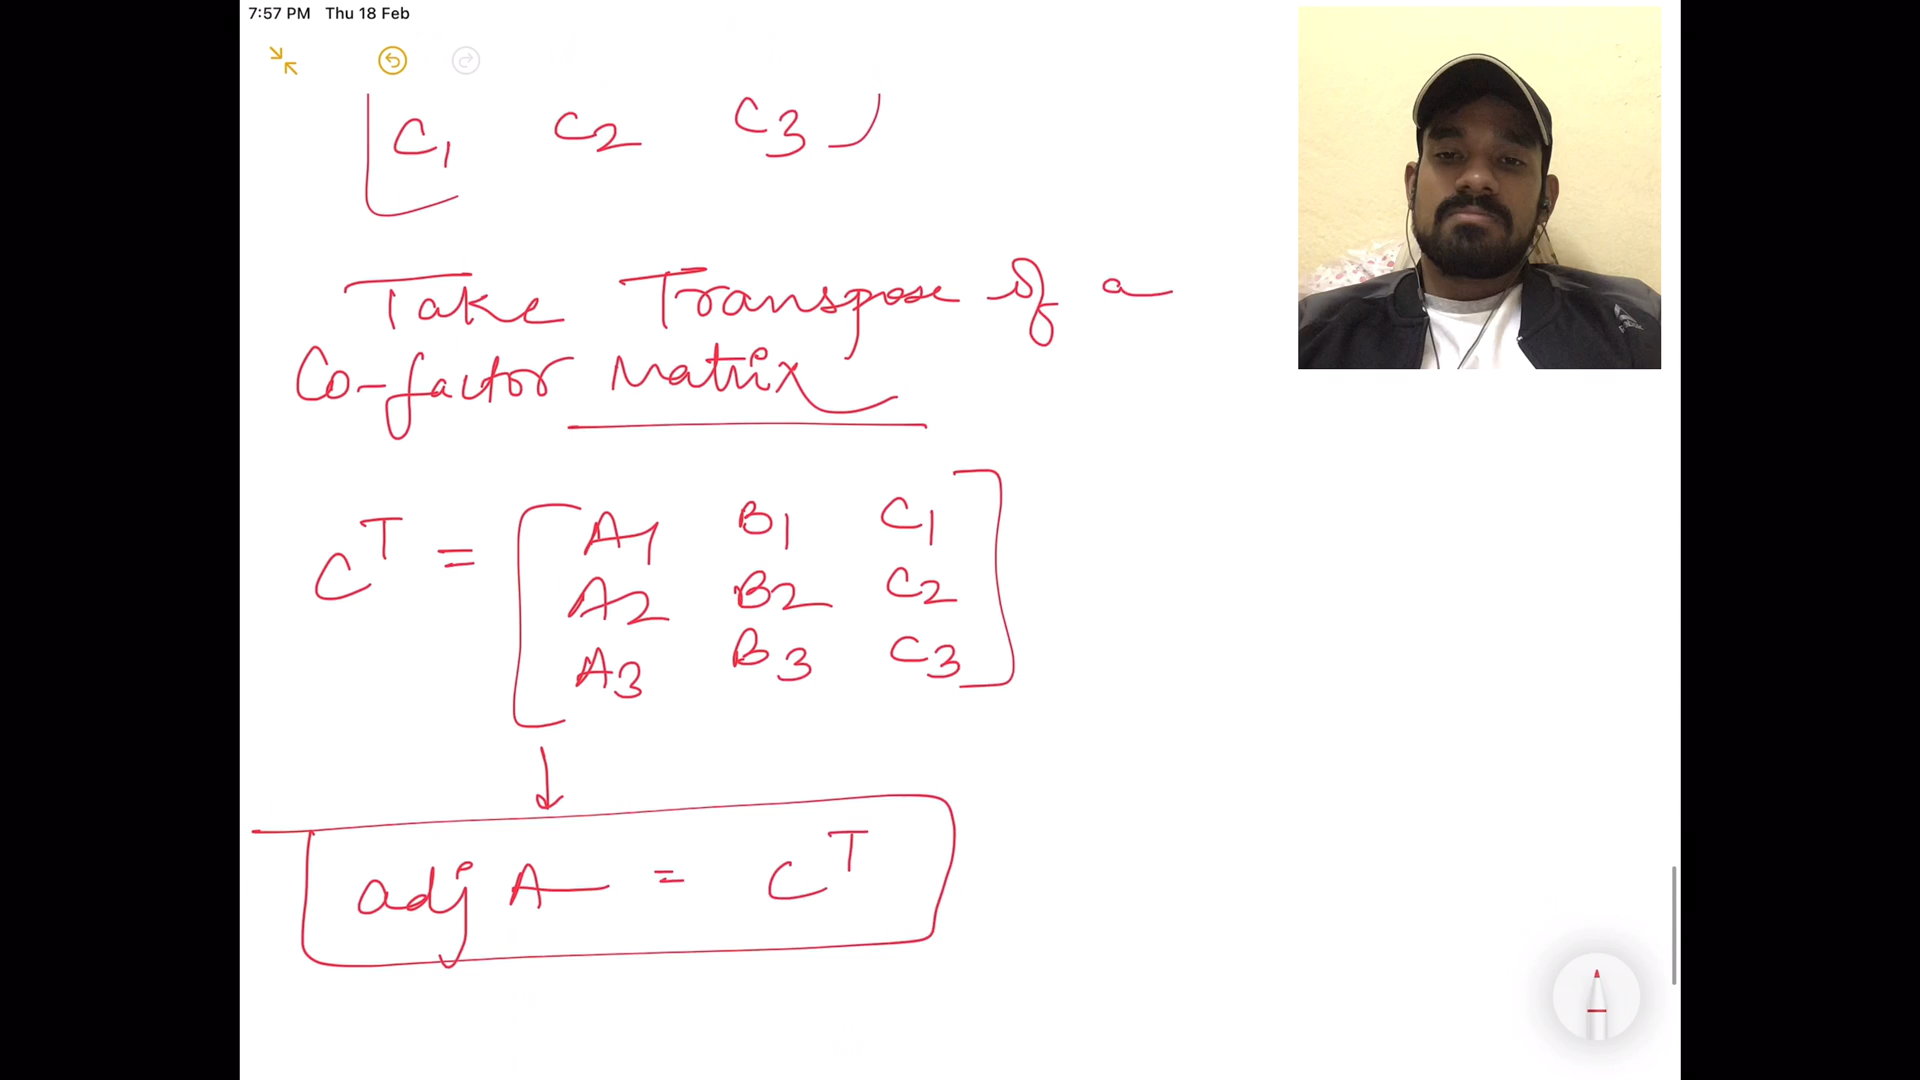 7:57 PM Thu 18 Feb
C1 C2 C3
Take Transpose of a
Co-factor Matrix
C^T = [A1 B1 C1
A2 B2 C2
A3 B3 C3]
adj A = C^T